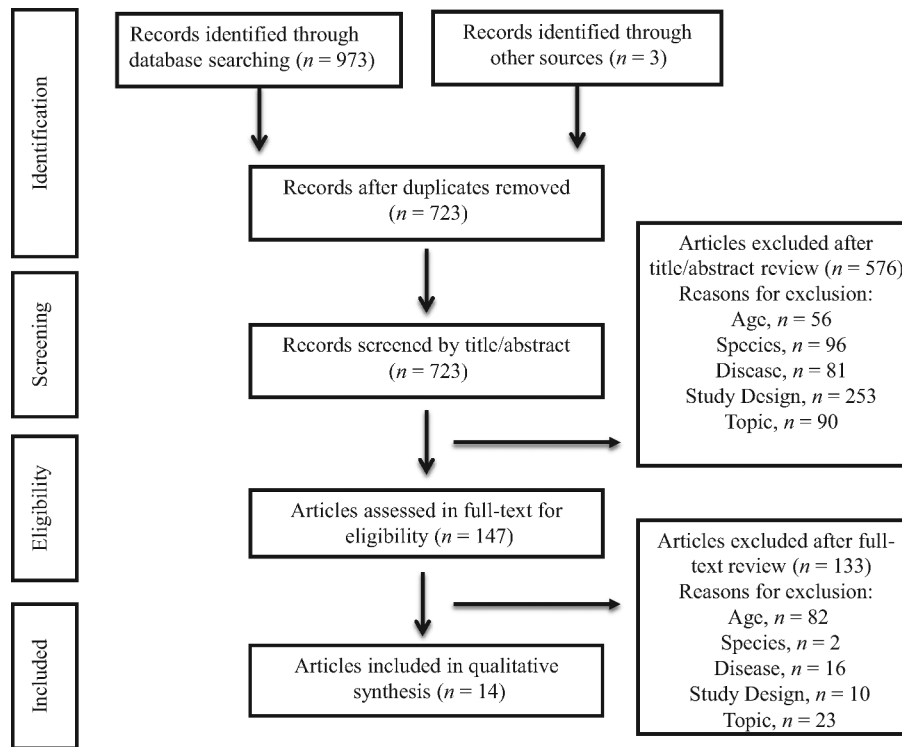 Identification
Records identified through
database searching (n = 973)
Records identified through
other sources (n = 3)
Records after duplicates removed
(n = 723)
Screening
Records screened by title/abstract
(n = 723)
Articles excluded after
title/abstract review (n = 576)
Reasons for exclusion:
Age, n = 56
Species, n = 96
Disease, n = 81
Study Design, n = 253
Topic, n = 90
Eligibility
Articles assessed in full-text for
eligibility (n = 147)
Articles excluded after full-
text review (n = 133)
Reasons for exclusion:
Age, n = 82
Species, n = 2
Disease, n = 16
Study Design, n = 10
Topic, n = 23
Included
Articles included in qualitative
synthesis (n = 14)